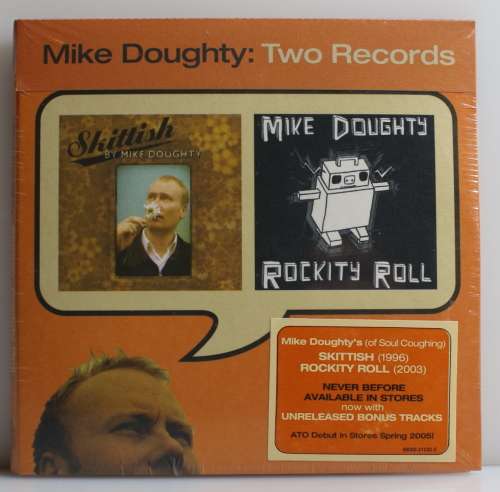 Mike Doughty: Two Records
Skittish
BY MIKE DOUGHTY
MIKE DOUGHTY
ROCKITY ROLL
Mike Doughty's (of Soul Coughing)
SKITTISH (1996)
ROCKITY ROLL (2003)
NEVER BEFORE
AVAILABLE IN STORES
now with
UNRELEASED BONUS TRACKS
ATO Debut in Stores Spring 2005!